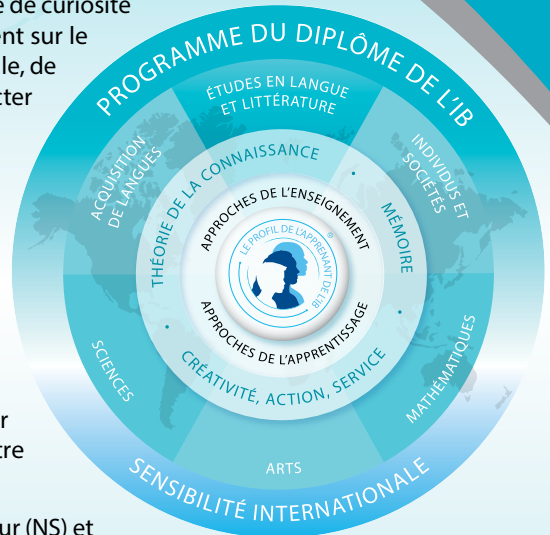 de curiosité
ent sur le
le, de
cter
PROGRAMME DU DIPLÔME DE L'IB
ÉTUDES EN LANGUE
ET LITTÉRATURE
ACQUISITION
DE LANGUES
INDIVIDUS ET
SOCIÉTÉS
THÉORIE DE LA CONNAISSANCE
MÉMOIRE
APPROCHES DE L'ENSEIGNEMENT
LE PROFIL DE L'APPRENANT DE L'IB
®
APPROCHES DE L'APPRENTISSAGE
CRÉATIVITÉ, ACTION, SERVICE
SCIENCES
MATHÉMATIQUES
ARTS
SENSIBILITÉ INTERNATIONALE
r
tre
ur (NS) et